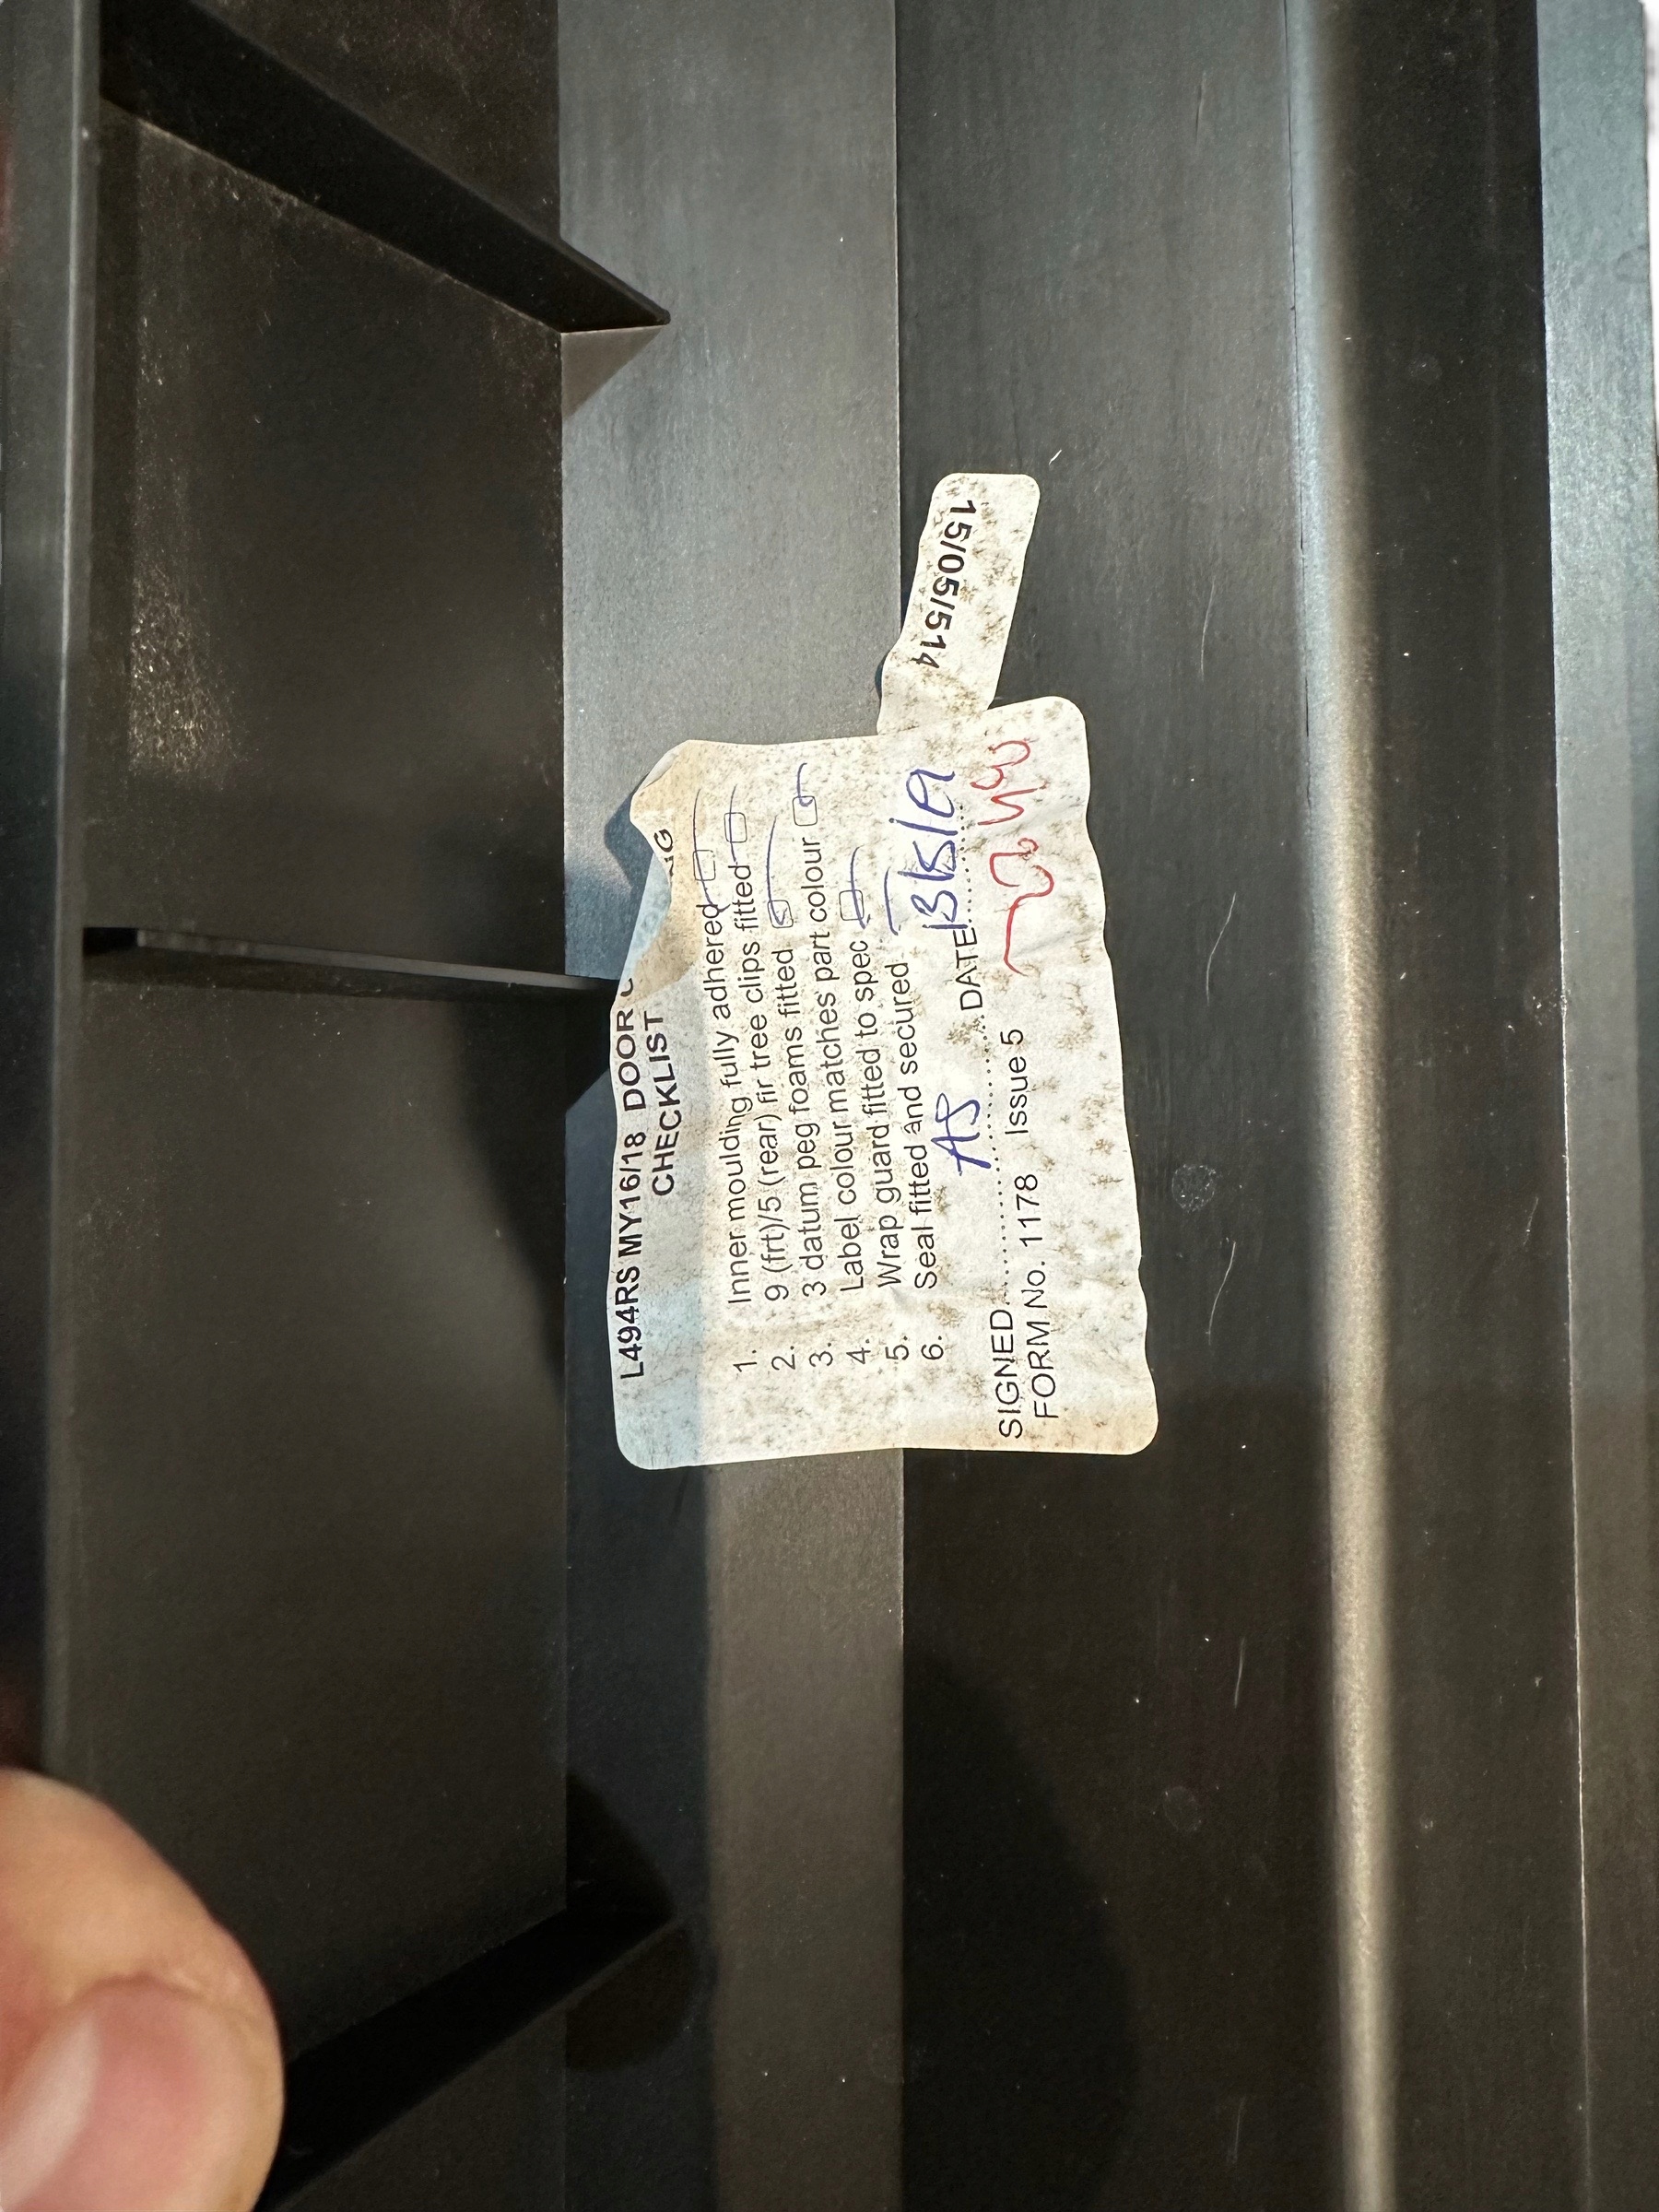 L494RS MY16/18 DOOR
CHECKLIST
1. Inner moulding fully adhered
2. 9 (frt)/5 (rear) fir tree clips fitted
3. 3 datum peg foams fitted
4. Label colour matches part colour
5. Wrap guard fitted to spec
6. Seal fitted and secured
SIGNED AS DATE 13/5/19
FORM No. 1178 Issue 5
15/05/514